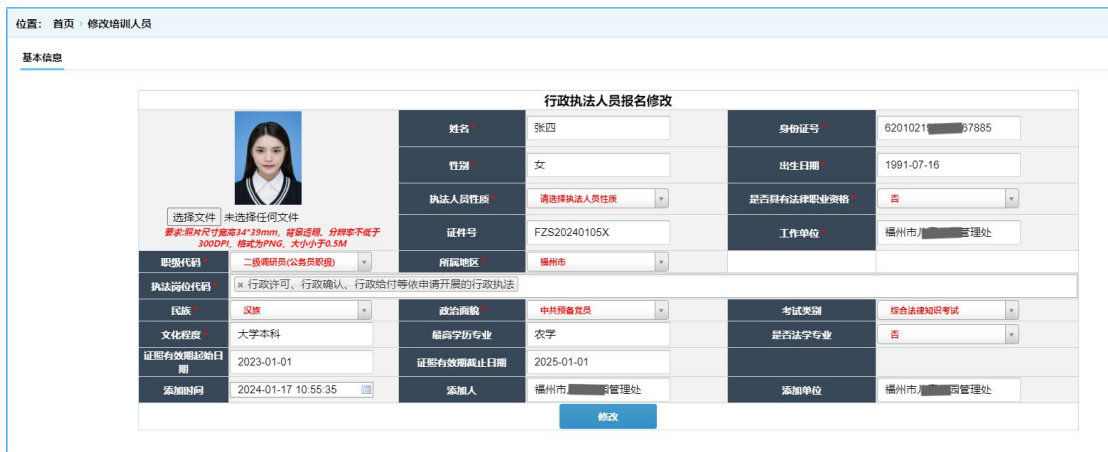 位置： 首页 › 修改培训人员
基本信息
行政执法人员报名修改
姓名* 张四 身份证号* 6201021 67885
性别* 女 出生日期* 1991-07-16
执法人员性质* 请选择执法人员性质 是否具有法律职业资格* 否
选择文件 未选择任何文件
要求:照片尺寸宽高34*39mm，背景透明、分辨率不低于
300DPI，格式为PNG，大小小于0.5M
证件号 FZS20240105X 工作单位* 福州市 管理处
职级代码* 二级调研员(公务员职级) 所属地区* 福州市
执法岗位代码* × 行政许可、行政确认、行政给付等依申请开展的行政执法
民族* 汉族 政治面貌* 中共预备党员 考试类别 综合法律知识考试
文化程度* 大学本科 最高学历专业 农学 是否法学专业 否
证照有效期起始日
期
2023-01-01 证照有效期截止日期 2025-01-01
添加时间 2024-01-17 10:55:35 添加人 福州市 管理处 添加单位 福州市 园管理处
修改